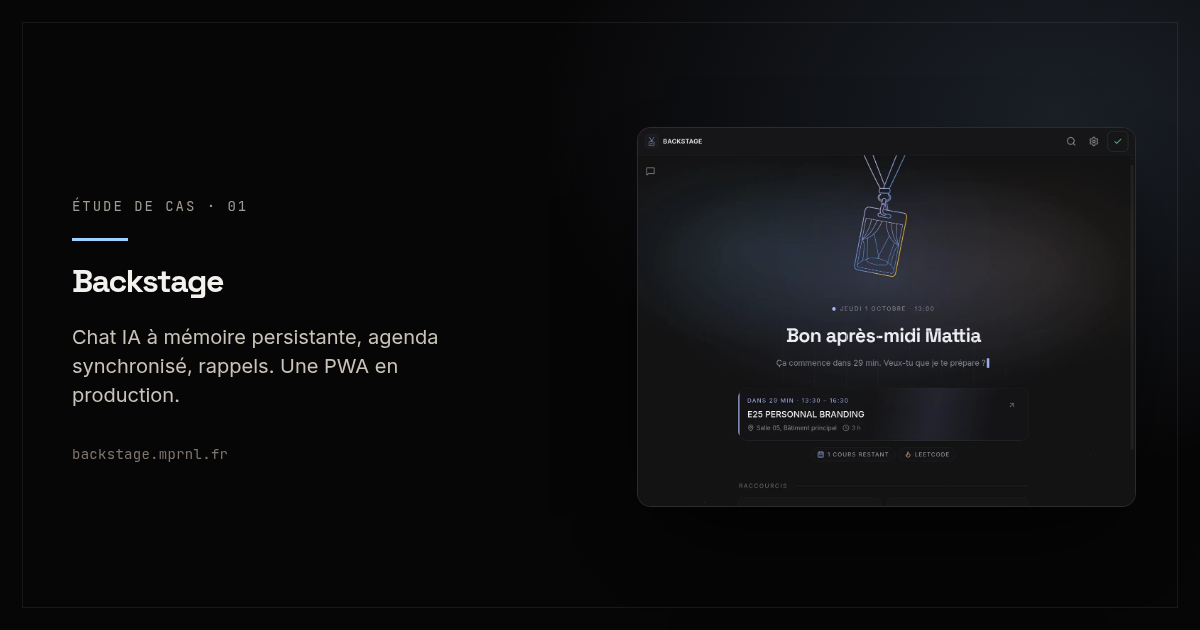 ÉTUDE DE CAS · 01
Backstage
Chat IA à mémoire persistante, agenda
synchronisé, rappels. Une PWA en
production.
backstage.mprnl.fr
BACKSTAGE
JEUDI 1 OCTOBRE · 13:00
Bon après-midi Mattia
Ça commence dans 29 min. Veux-tu que je te prépare ?
DANS 29 MIN · 13:30 – 16:30
E25 PERSONNAL BRANDING
Salle 05, Bâtiment principal 3 h
1 COURS RESTANT LEETCODE
RACCOURCIS